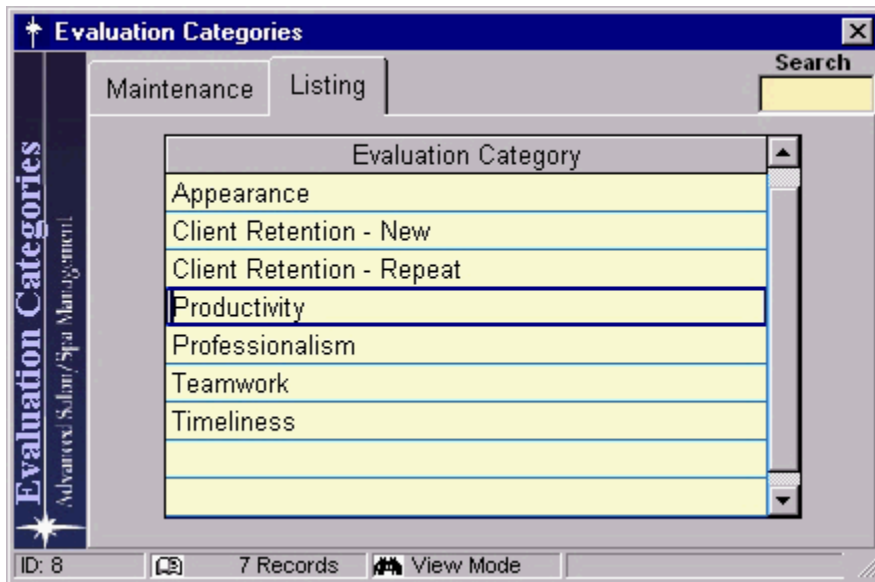 Evaluation Categories
Search
Maintenance
Listing
Evaluation Categories
Advanced Salon/Spa Management
Evaluation Category
Appearance
Client Retention - New
Client Retention - Repeat
Productivity
Professionalism
Teamwork
Timeliness
ID: 8
7 Records
View Mode